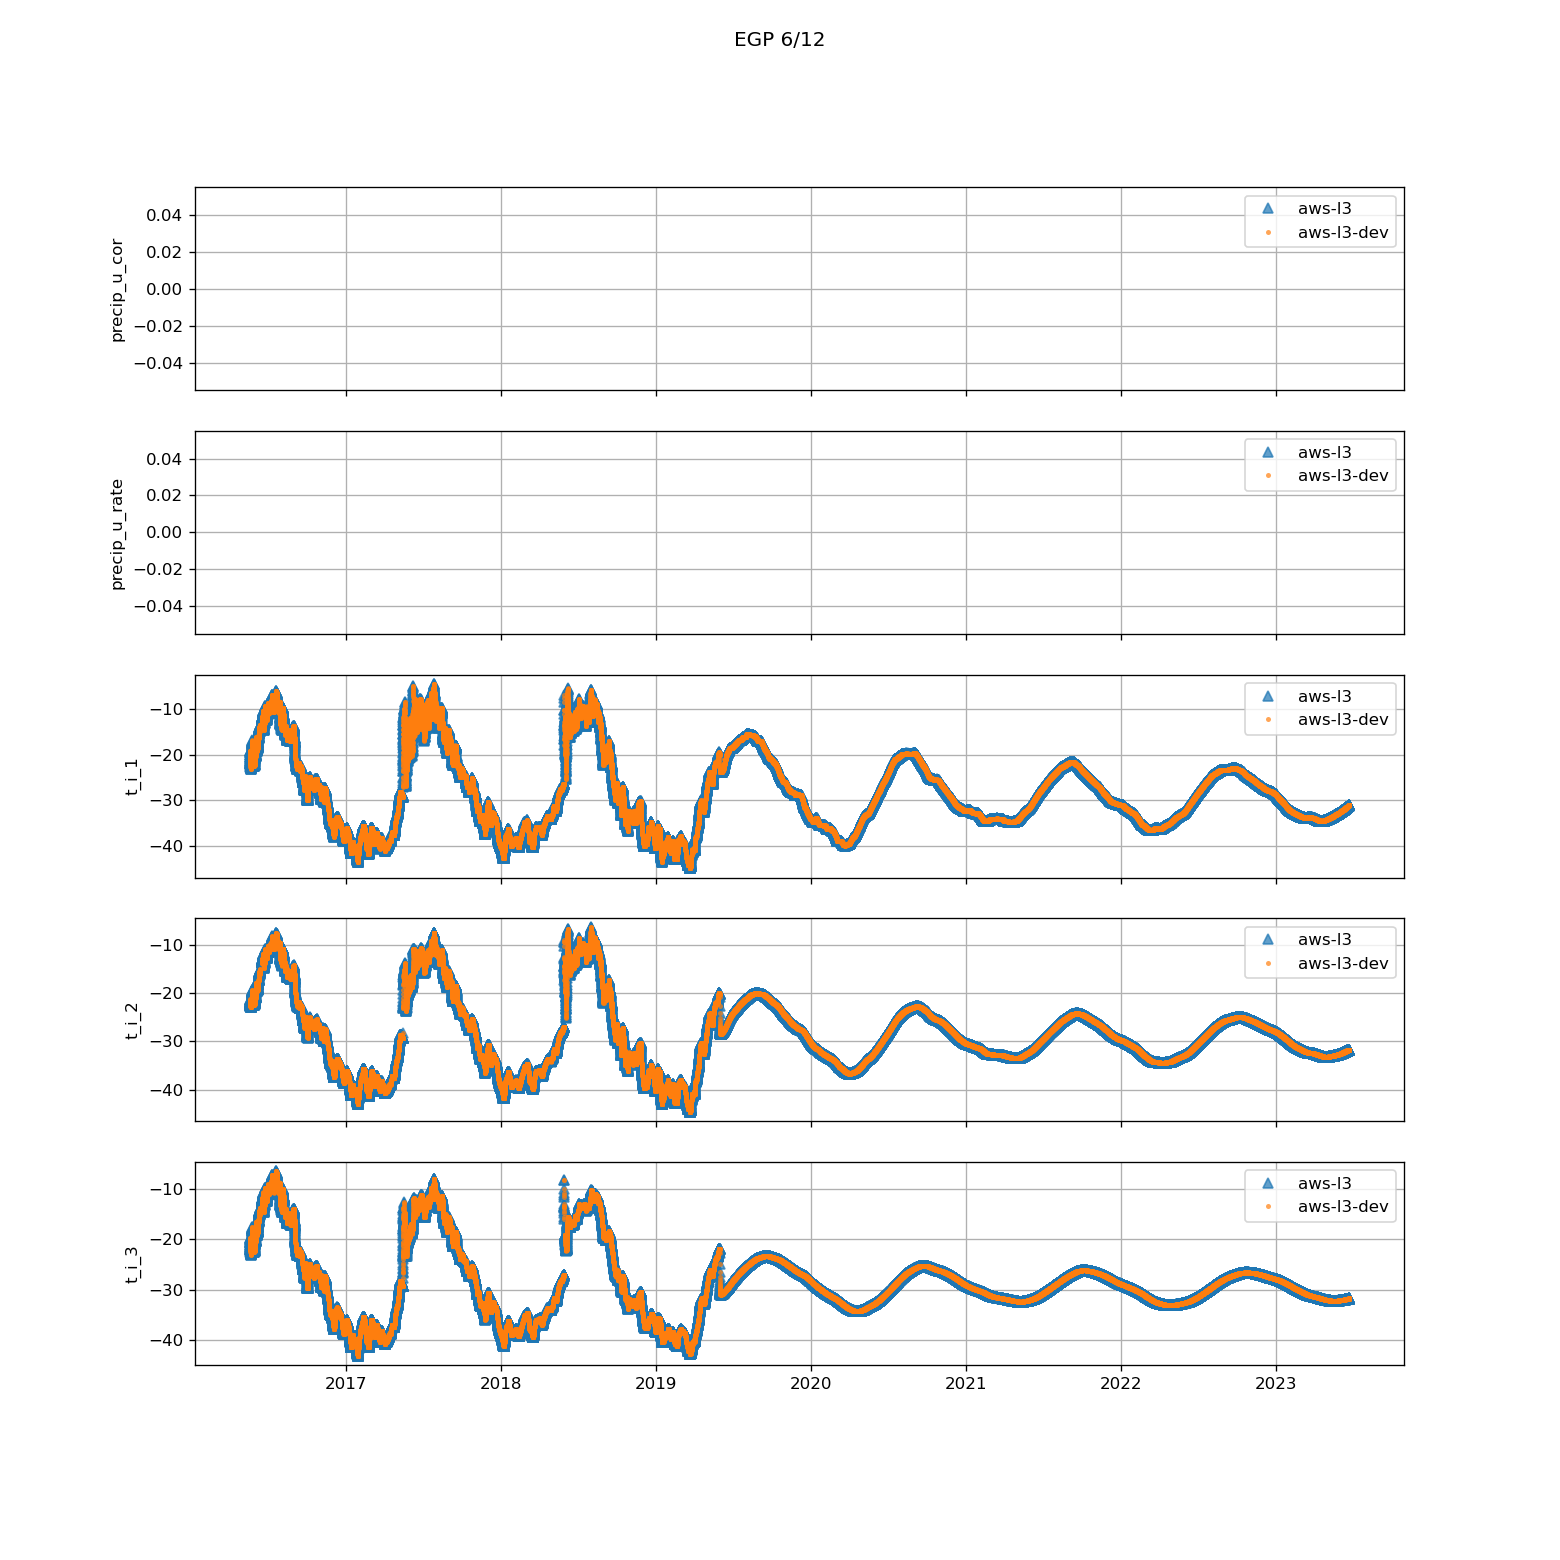 EGP 6/12
precip_u_cor
0.04
0.02
0.00
−0.02
−0.04
aws-l3
aws-l3-dev
precip_u_rate
0.04
0.02
0.00
−0.02
−0.04
aws-l3
aws-l3-dev
t_i_1
−10
−20
−30
−40
aws-l3
aws-l3-dev
t_i_2
−10
−20
−30
−40
aws-l3
aws-l3-dev
t_i_3
−10
−20
−30
−40
aws-l3
aws-l3-dev
2017 2018 2019 2020 2021 2022 2023